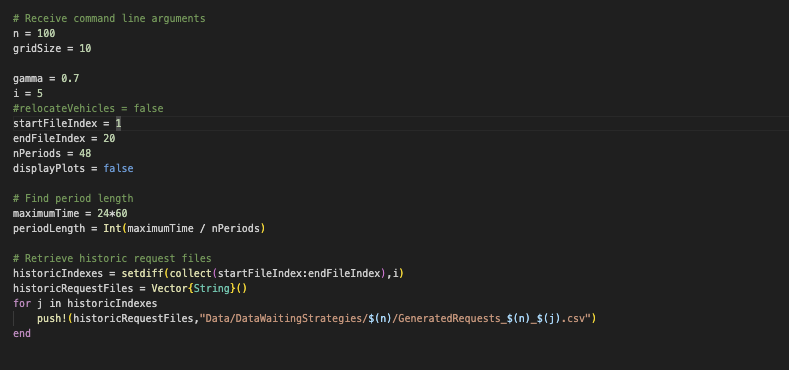 # Receive command line arguments
n = 100
gridSize = 10
gamma = 0.7
i = 5
#relocateVehicles = false
startFileIndex = 1
endFileIndex = 20
nPeriods = 48
displayPlots = false
# Find period length
maximumTime = 24*60
periodLength = Int(maximumTime / nPeriods)
# Retrieve historic request files
historicIndexes = setdiff(collect(startFileIndex:endFileIndex),i)
historicRequestFiles = Vector{String}()
for j in historicIndexes
    push!(historicRequestFiles,"Data/DataWaitingStrategies/$(n)/GeneratedRequests_$(n)_$(j).csv")
end